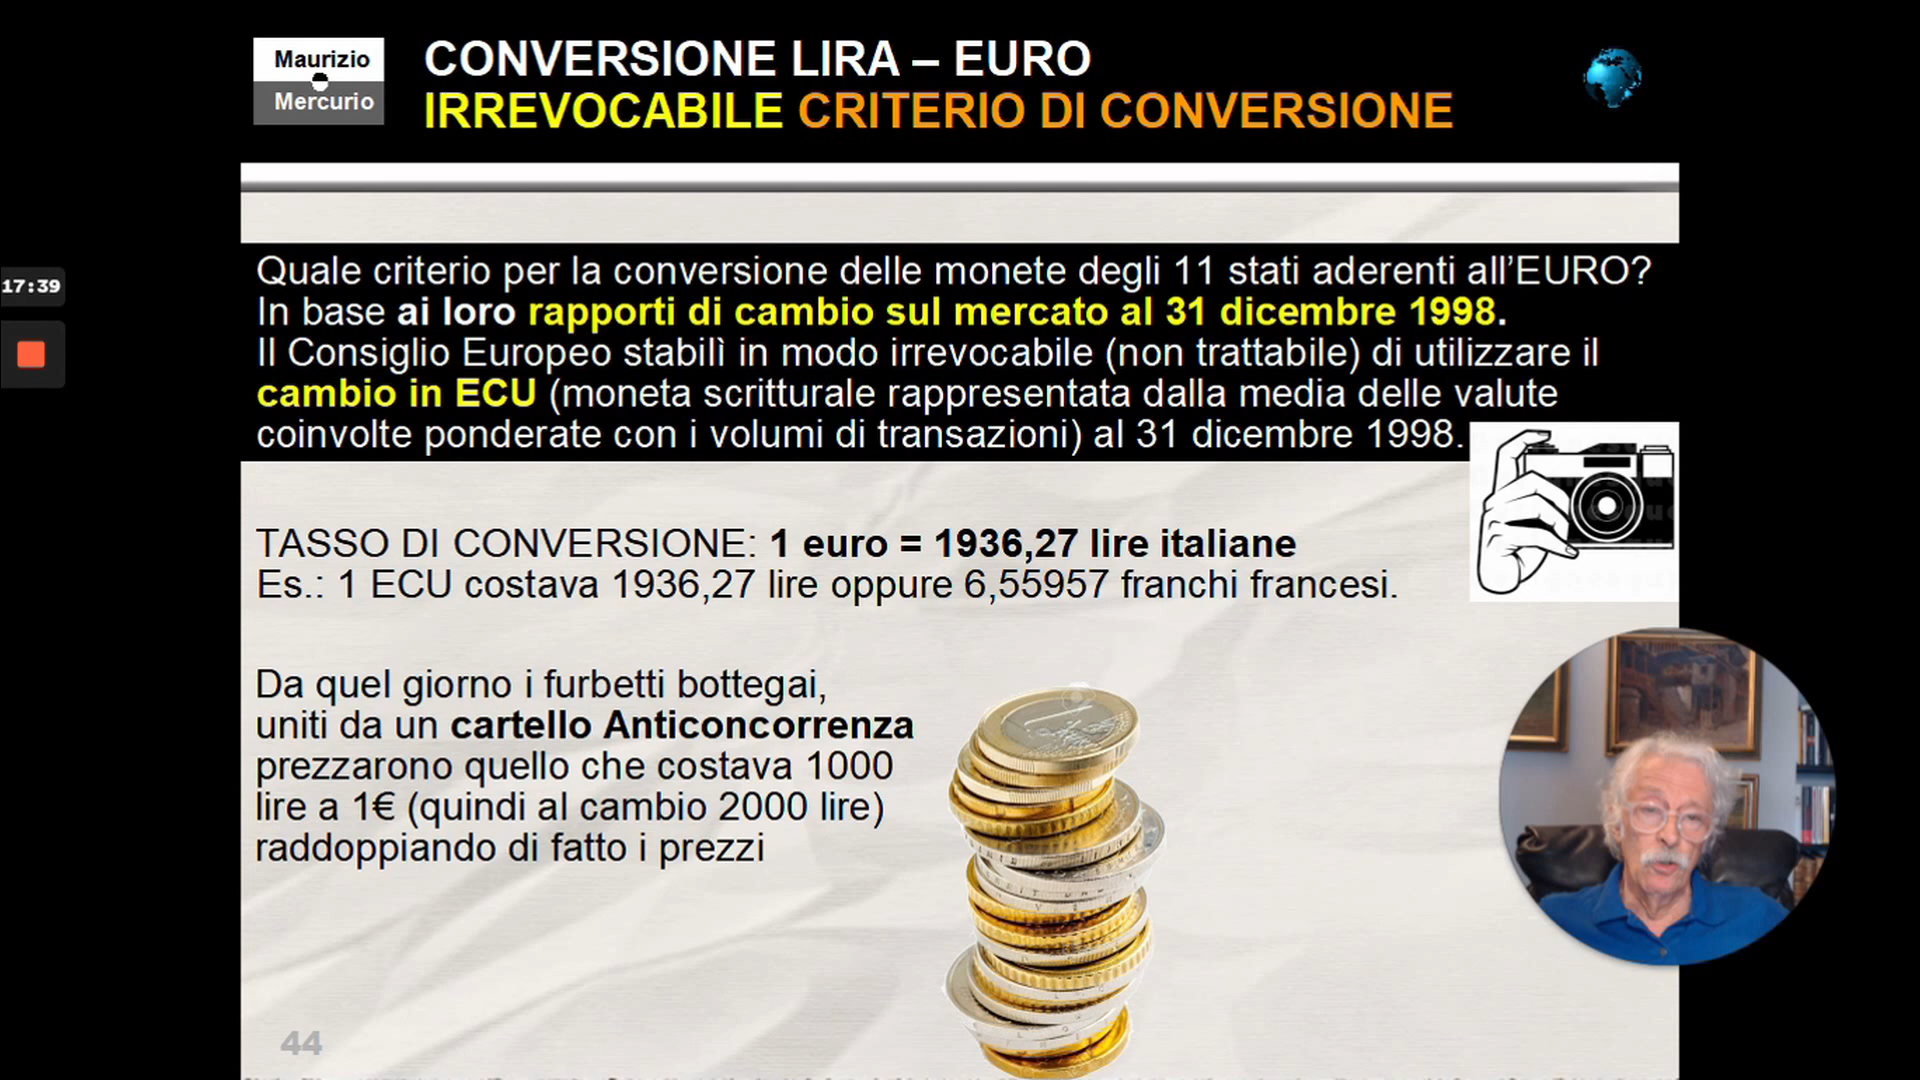 Maurizio
Mercurio
CONVERSIONE LIRA – EURO
IRREVOCABILE CRITERIO DI CONVERSIONE
17:39
Quale criterio per la conversione delle monete degli 11 stati aderenti all’EURO?
In base ai loro rapporti di cambio sul mercato al 31 dicembre 1998.
Il Consiglio Europeo stabilì in modo irrevocabile (non trattabile) di utilizzare il
cambio in ECU (moneta scritturale rappresentata dalla media delle valute
coinvolte ponderate con i volumi di transazioni) al 31 dicembre 1998.
TASSO DI CONVERSIONE: 1 euro = 1936,27 lire italiane
Es.: 1 ECU costava 1936,27 lire oppure 6,55957 franchi francesi.
Da quel giorno i furbetti bottegai,
uniti da un cartello Anticoncorrenza
prezzarono quello che costava 1000
lire a 1€ (quindi al cambio 2000 lire)
raddoppiando di fatto i prezzi
44